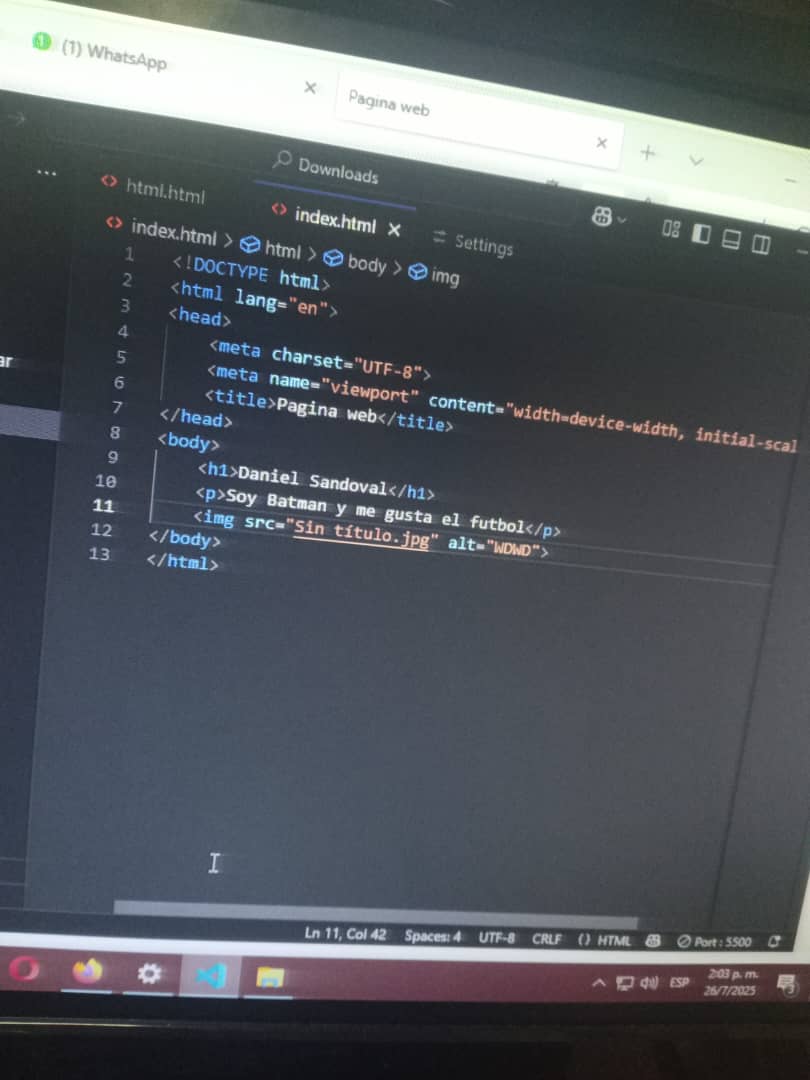 (1) WhatsApp
Pagina web
Downloads
html.html
index.html
Settings
index.html > html > body > img
1 <!DOCTYPE html>
2 <html lang="en">
3 <head>
4 <meta charset="UTF-8">
5 <meta name="viewport" content="width=device-width, initial-scal
6 <title>Pagina web</title>
7 </head>
8 <body>
9 <h1>Daniel Sandoval</h1>
10 <p>Soy Batman y me gusta el futbol</p>
11 <img src="Sin título.jpg" alt="WDWD">
12 </body>
13 </html>
ar
Ln 11, Col 42 Spaces: 4 UTF-8 CRLF {} HTML Port : 5500
ESP
2:03 p. m.
26/7/2025
3